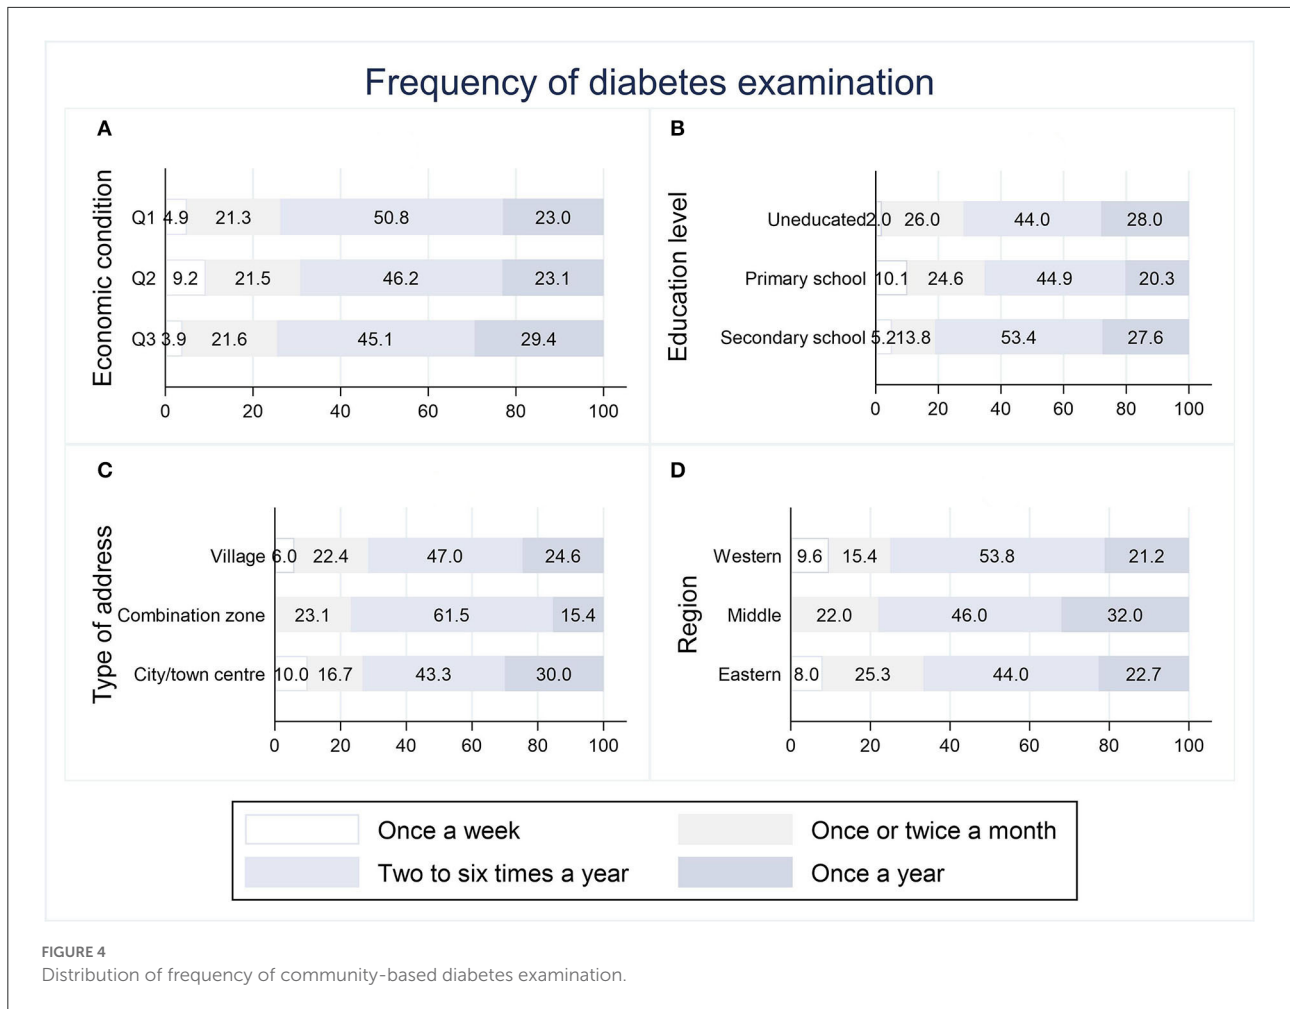 Frequency of diabetes examination
A
Economic condition
Q1 4.9 21.3 50.8 23.0
Q2 9.2 21.5 46.2 23.1
Q3 3.9 21.6 45.1 29.4
0 20 40 60 80 100
B
Education level
Uneducated 2.0 26.0 44.0 28.0
Primary school 10.1 24.6 44.9 20.3
Secondary school 5.2 13.8 53.4 27.6
0 20 40 60 80 100
C
Type of address
Village 6.0 22.4 47.0 24.6
Combination zone 23.1 61.5 15.4
City/town centre 10.0 16.7 43.3 30.0
0 20 40 60 80 100
D
Region
Western 9.6 15.4 53.8 21.2
Middle 22.0 46.0 32.0
Eastern 8.0 25.3 44.0 22.7
0 20 40 60 80 100
Once a week Once or twice a month
Two to six times a year Once a year
FIGURE 4
Distribution of frequency of community-based diabetes examination.